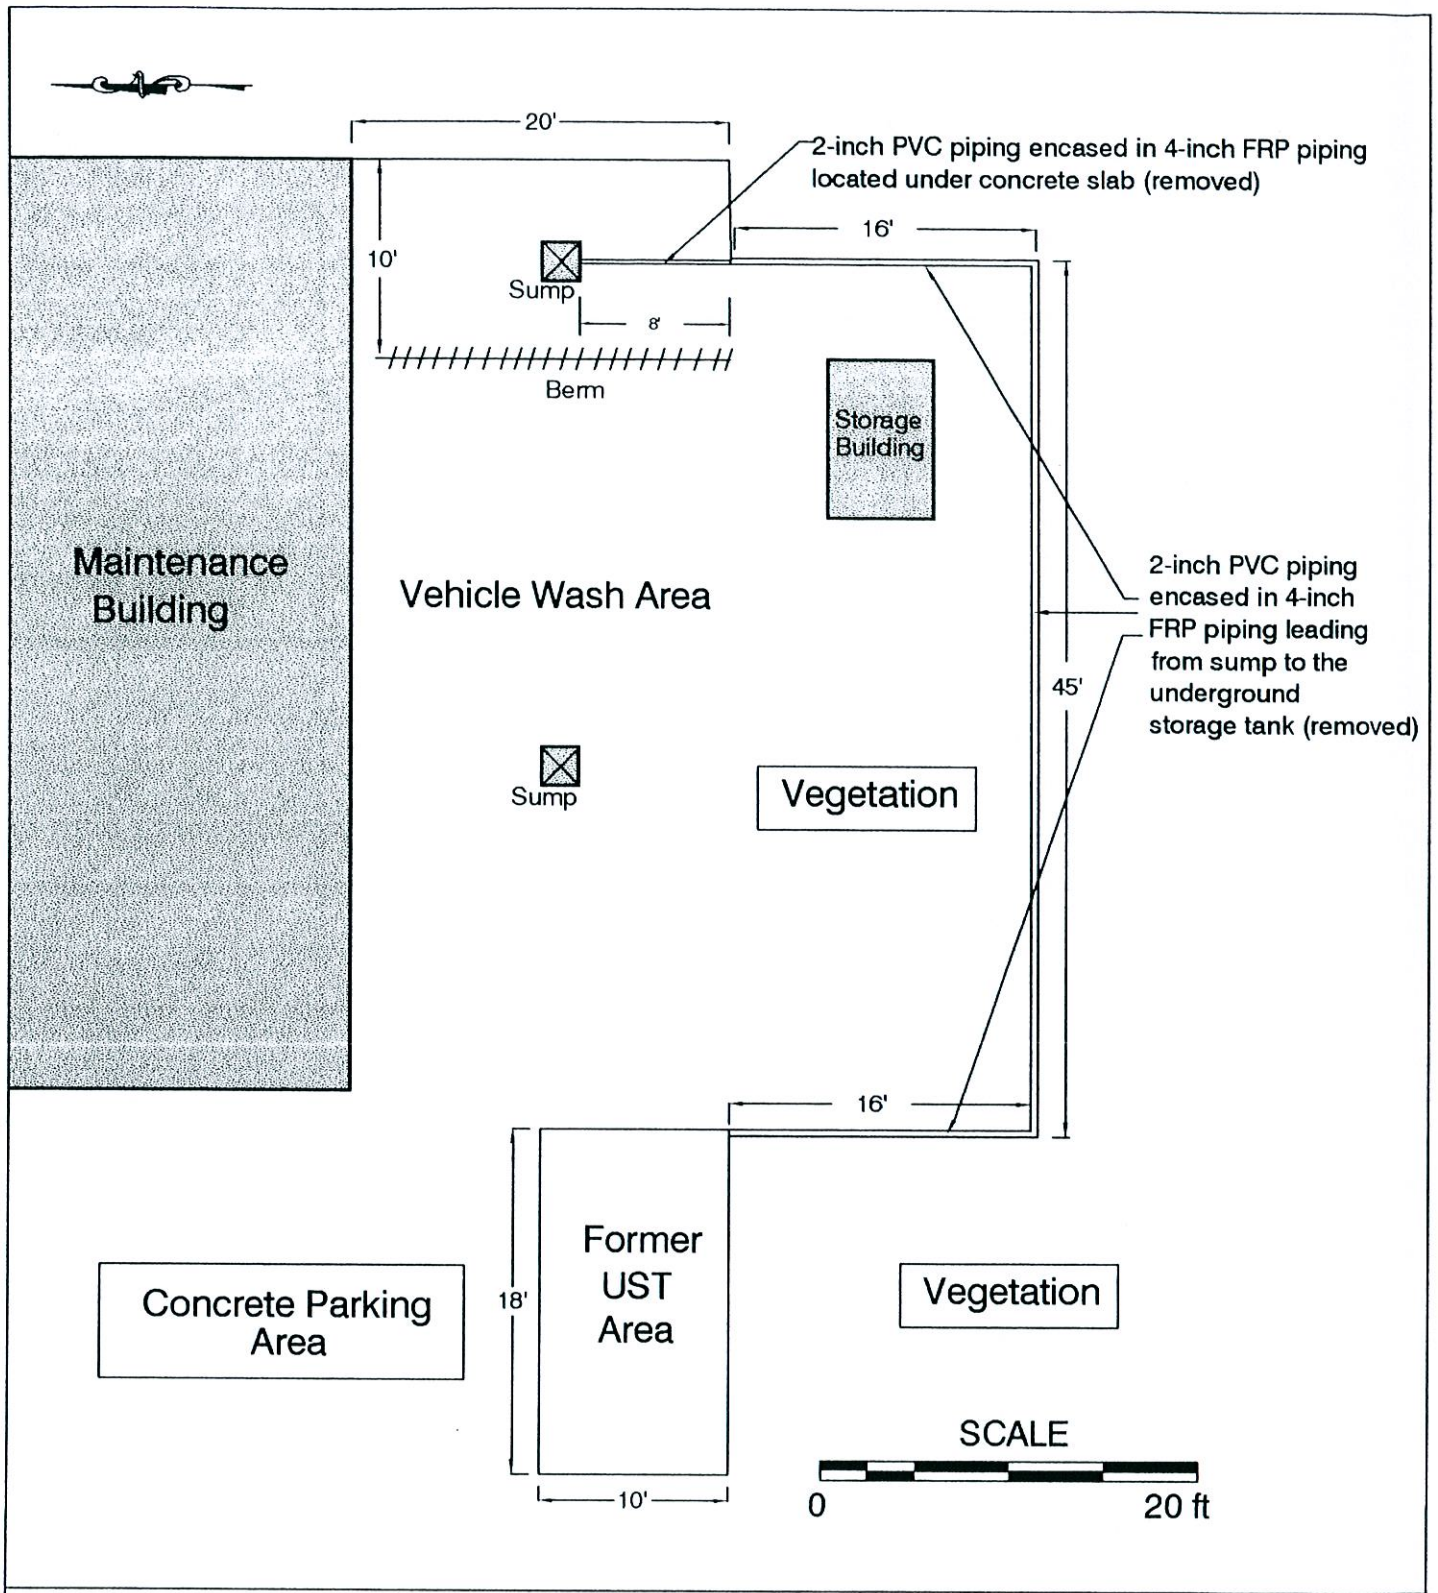 20'
2-inch PVC piping encased in 4-inch FRP piping
located under concrete slab (removed)
16'
10'
Sump
8'
Berm
Storage
Building
Maintenance
Building
Vehicle Wash Area
2-inch PVC piping
encased in 4-inch
FRP piping leading
from sump to the
underground
storage tank (removed)
45'
Sump
Vegetation
16'
Former
UST
Area
18'
Concrete Parking
Area
Vegetation
10'
SCALE
0 20 ft